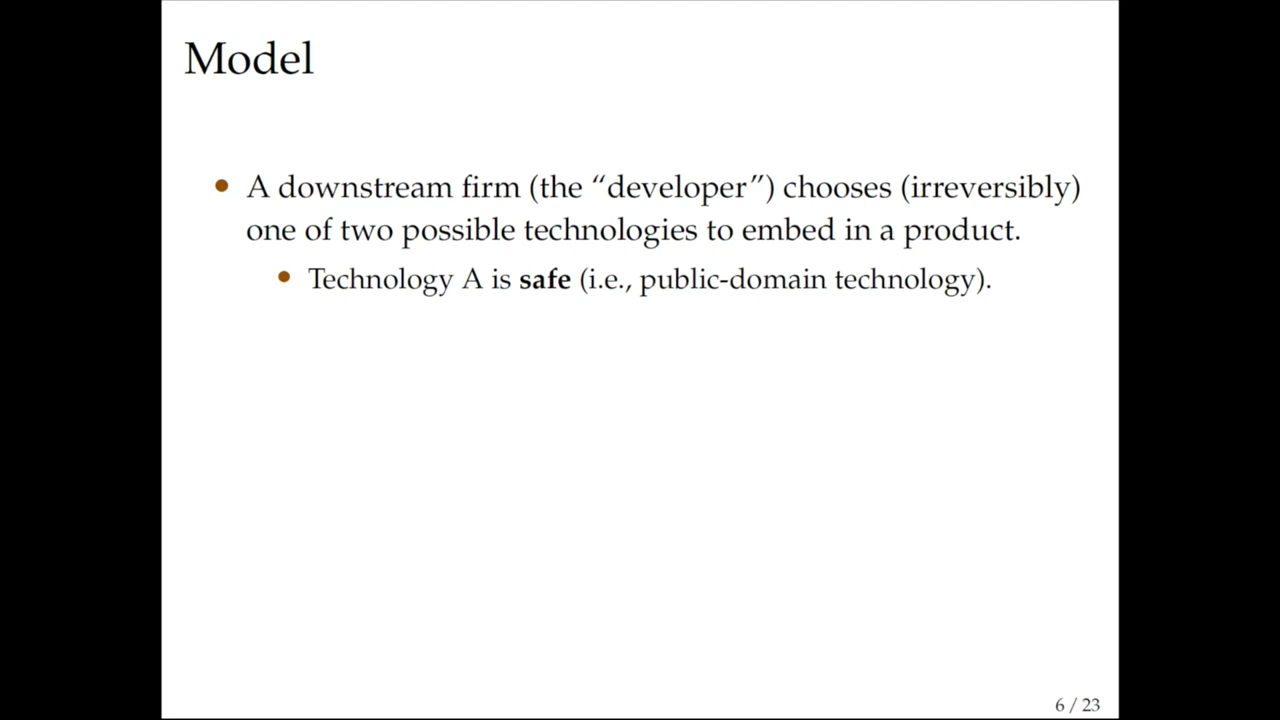 Model
• A downstream firm (the “developer”) chooses (irreversibly)
one of two possible technologies to embed in a product.
• Technology A is safe (i.e., public-domain technology).
6 / 23